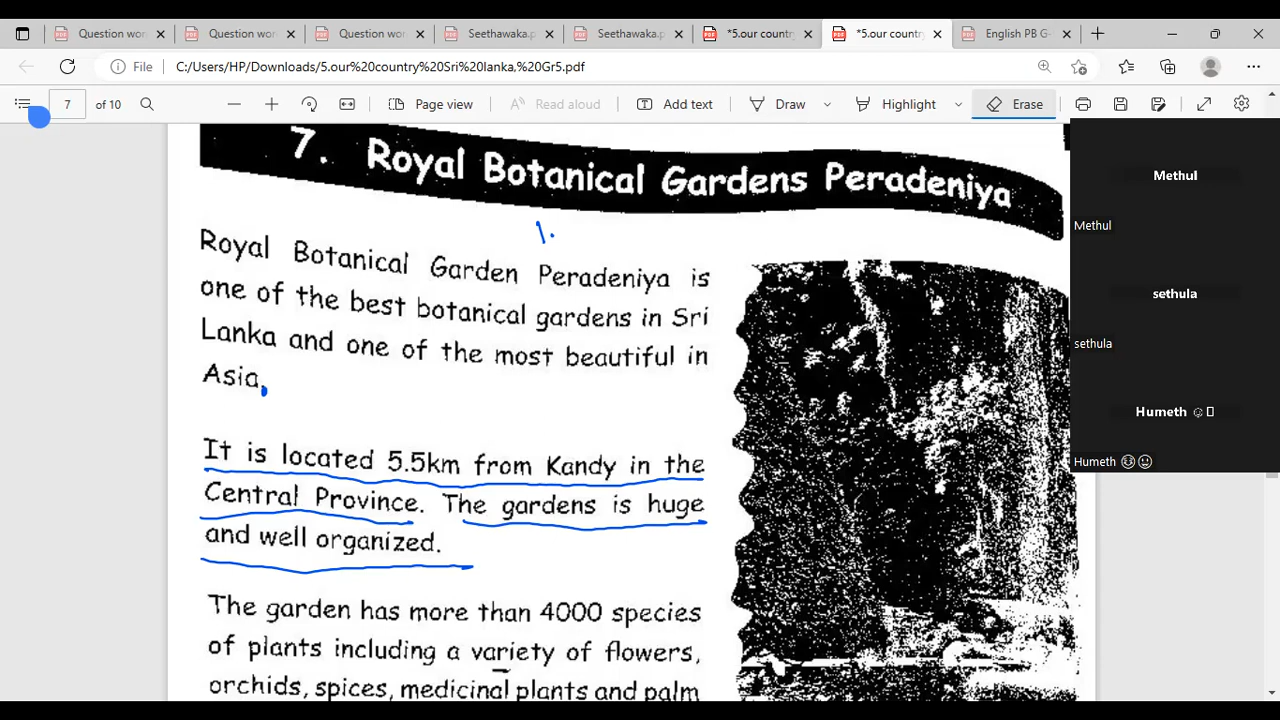 Question wor
Question wor
Question wor
Seethawaka.p
Seethawaka.p
*5.our countr
*5.our countr
English PB G-
File
C:/Users/HP/Downloads/5.our%20country%20Sri%20lanka,%20Gr5.pdf
7 of 10
Page view
Read aloud
Add text
Draw
Highlight
Erase
7. Royal Botanical Gardens Peradeniya
Royal Botanical Garden Peradeniya is
one of the best botanical gardens in Sri
Lanka and one of the most beautiful in
Asia.
It is located 5.5km from Kandy in the
Central Province. The gardens is huge
and well organized.
The garden has more than 4000 species
of plants including a variety of flowers,
orchids, spices, medicinal plants and palm
Methul
Methul
sethula
sethula
Humeth ☺
Humeth